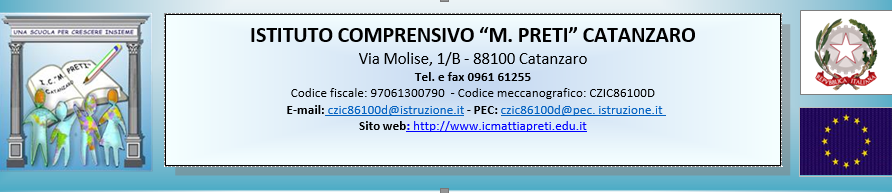 UNA SCUOLA PER CRESCERE INSIEME
I.C. "M. PRETI"
CATANZARO
ISTITUTO COMPRENSIVO “M. PRETI” CATANZARO
Via Molise, 1/B - 88100 Catanzaro
Tel. e fax 0961 61255
Codice fiscale: 97061300790 - Codice meccanografico: CZIC86100D
E-mail: czic86100d@istruzione.it - PEC: czic86100d@pec. istruzione.it
Sito web: http://www.icmattiapreti.edu.it
REPVBBLICA ITALIANA